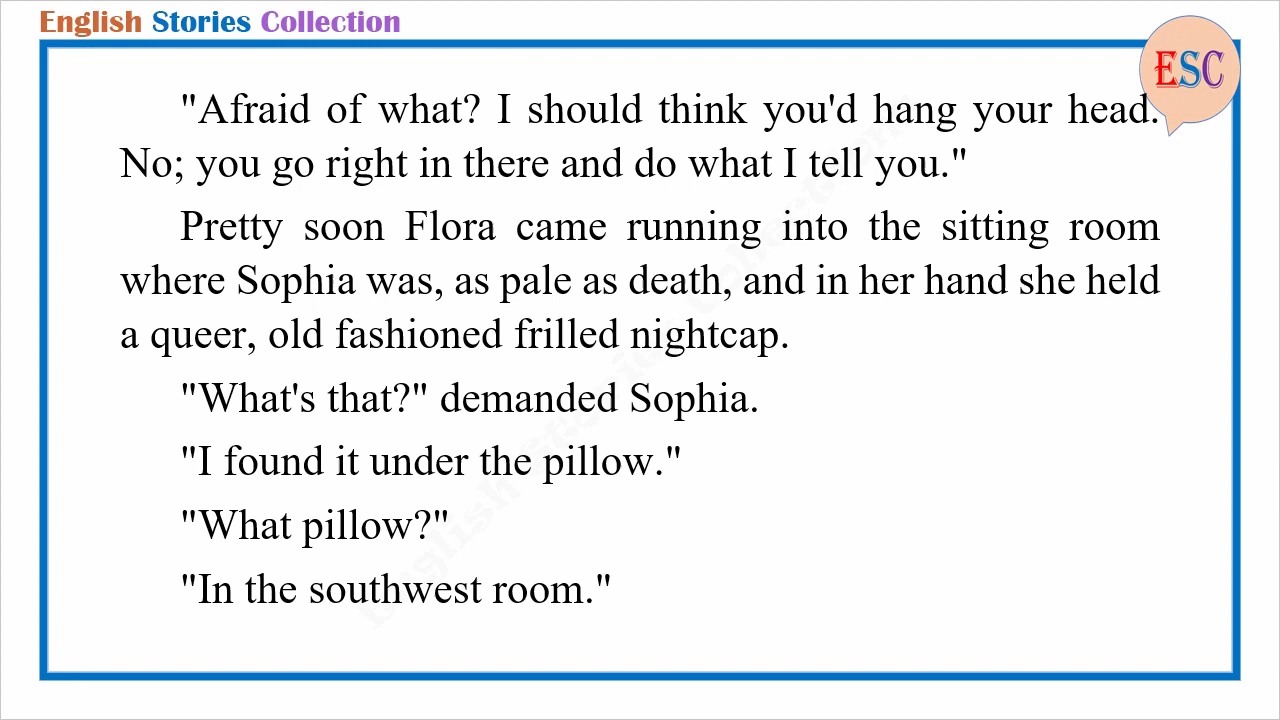 English Stories Collection
ESC
"Afraid of what? I should think you'd hang your head.
No; you go right in there and do what I tell you."
Pretty soon Flora came running into the sitting room
where Sophia was, as pale as death, and in her hand she held
a queer, old fashioned frilled nightcap.
"What's that?" demanded Sophia.
"I found it under the pillow."
"What pillow?"
"In the southwest room."
English Stories Collection